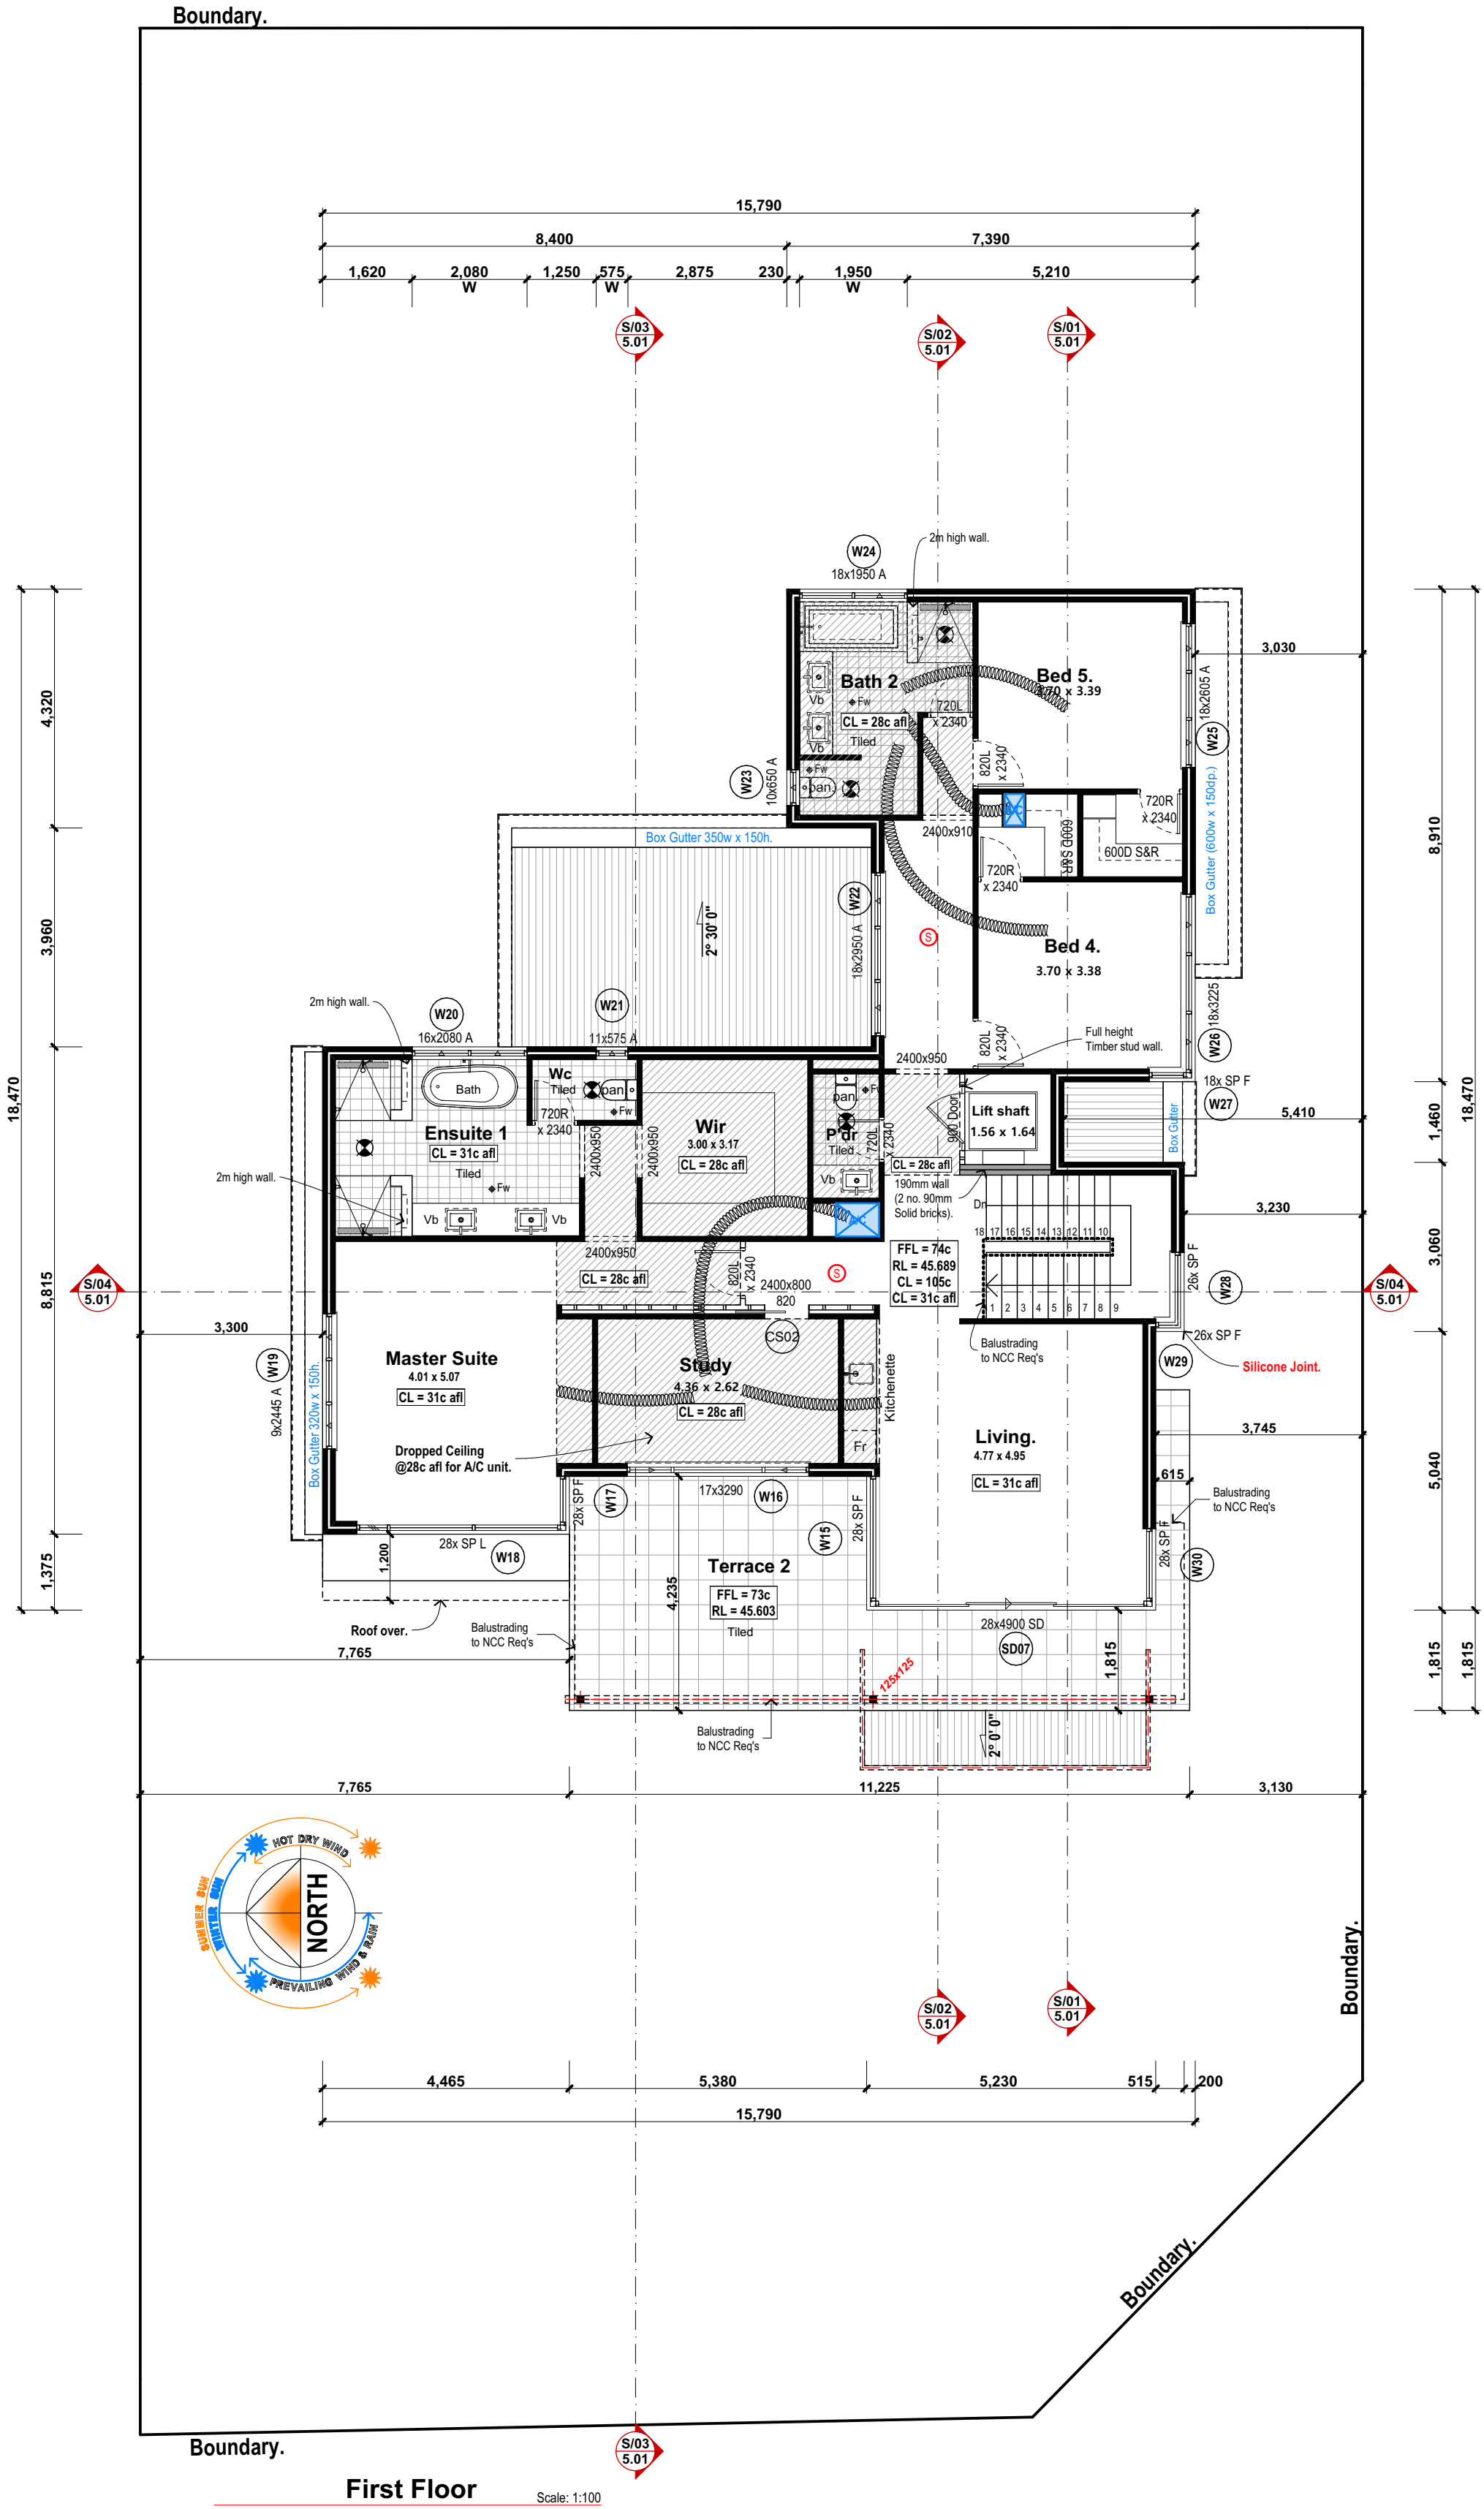 Boundary.
15,790
8,400
7,390
1,620
2,080
W
1,250
575
W
2,875
230
1,950
W
5,210
S/03
5.01
S/02
5.01
S/01
5.01
2m high wall.
W24
18x1950 A
3,030
Bed 5.
3.70 x 3.39
18x2605 A
W25
Box Gutter (600w x 150dp.)
Bath 2
Vb
Fw
CL = 28c afl
Vb
Tiled
720L
x 2340
Fw
pan.
W23
10x650 A
820L
x 2340
A/C
720R
x 2340
600D S&R
600D S&R
2400x910
720R
x 2340
4,320
3,960
18,470
8,815
1,375
8,910
18,470
1,460
3,060
5,040
1,815
1,815
Box Gutter 350w x 150h.
2° 30' 0"
W22
18x2950 A
S
Bed 4.
3.70 x 3.38
2m high wall.
W20
16x2080 A
W21
11x575 A
820L
x 2340
Full height
Timber stud wall.
W26
18x3225
18x SP F
W27
5,410
2400x950
Bath
Wc
Tiled
pan
Fw
720R
x 2340
Ensuite 1
CL = 31c afl
Tiled
Fw
2m high wall.
Vb
Vb
2400x950
2400x950
Wir
3.00 x 3.17
CL = 28c afl
pan.
Fw
P'dr
Tiled
Vb
720L
x 2340
900 Door
Lift shaft
1.56 x 1.64
Box Gutter
CL = 28c afl
190mm wall
(2 no. 90mm
Solid bricks).
Dn
18 17 16 15 14 13 12 11 10
1 2 3 4 5 6 7 8 9
3,230
A/C
FFL = 74c
RL = 45.689
CL = 105c
CL = 31c afl
2400x950
CL = 28c afl
820L
x 2340
2400x800
820
S
CS02
S/04
5.01
S/04
5.01
26x SP F
W28
26x SP F
W29
Silicone Joint.
Balustrading
to NCC Req's
3,300
W19
9x2445 A
Box Gutter 320w x 150h.
Master Suite
4.01 x 5.07
CL = 31c afl
Dropped Ceiling
@28c afl for A/C unit.
Study
4.36 x 2.62
CL = 28c afl
Kitchenette
Fr
Living.
4.77 x 4.95
CL = 31c afl
3,745
615
Balustrading
to NCC Req's
28x SP F
W17
17x3290
W16
W15
28x SP F
28x SP F
W30
28x SP L
W18
1,200
Terrace 2
FFL = 73c
RL = 45.603
Tiled
4,235
Roof over.
Balustrading
to NCC Req's
28x4900 SD
SD07
1,815
7,765
125x125
Balustrading
to NCC Req's
2° 0' 0"
7,765
11,225
3,130
HOT DRY WIND
SUMMER SUN
WINTER SUN
NORTH
PREVAILING WIND & RAIN
Boundary.
S/02
5.01
S/01
5.01
4,465
5,380
5,230
515
200
15,790
Boundary.
Boundary.
S/03
5.01
First Floor
Scale: 1:100